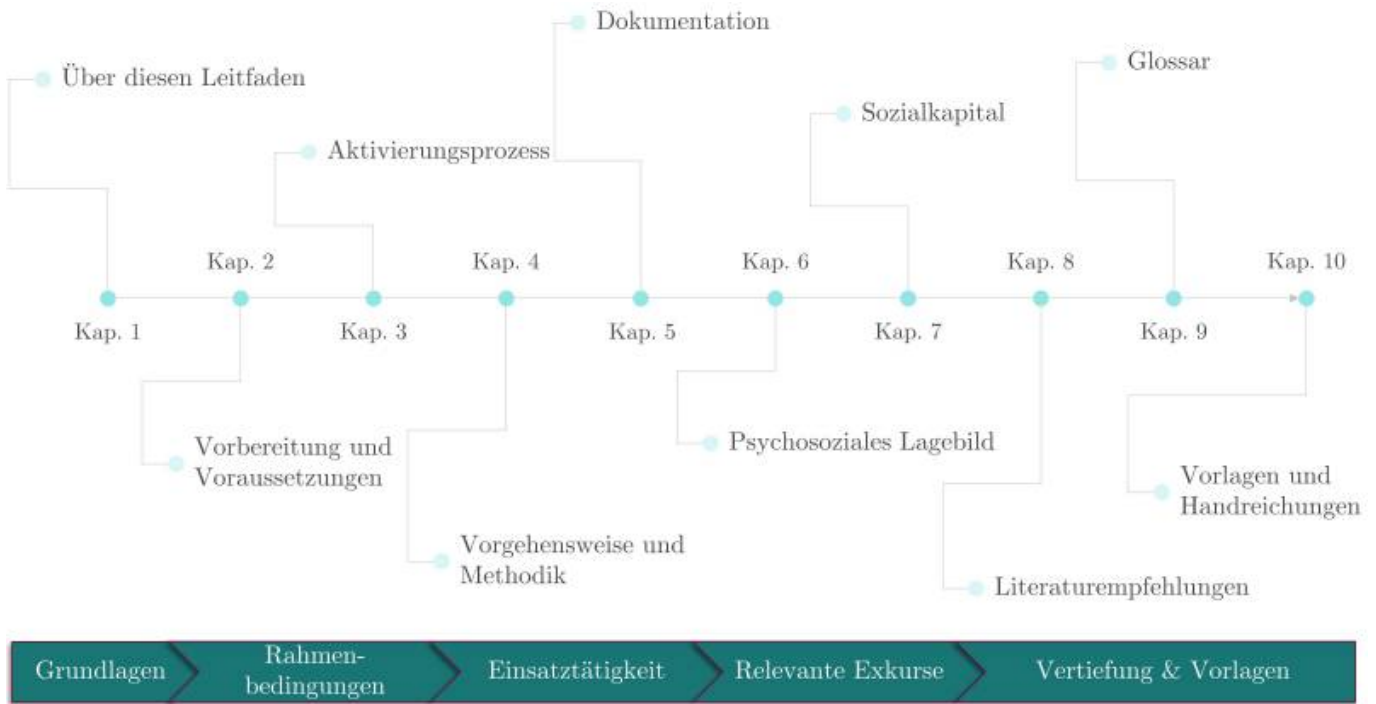 Dokumentation
Glossar
Über diesen Leitfaden
Sozialkapital
Aktivierungsprozess
Kap. 2
Kap. 4
Kap. 6
Kap. 8
Kap. 10
Kap. 1
Kap. 3
Kap. 5
Kap. 7
Kap. 9
Vorbereitung und
Voraussetzungen
Psychosoziales Lagebild
Vorlagen und
Handreichungen
Vorgehensweise und
Methodik
Literaturempfehlungen
Grundlagen
Rahmen-
bedingungen
Einsatztätigkeit
Relevante Exkurse
Vertiefung & Vorlagen